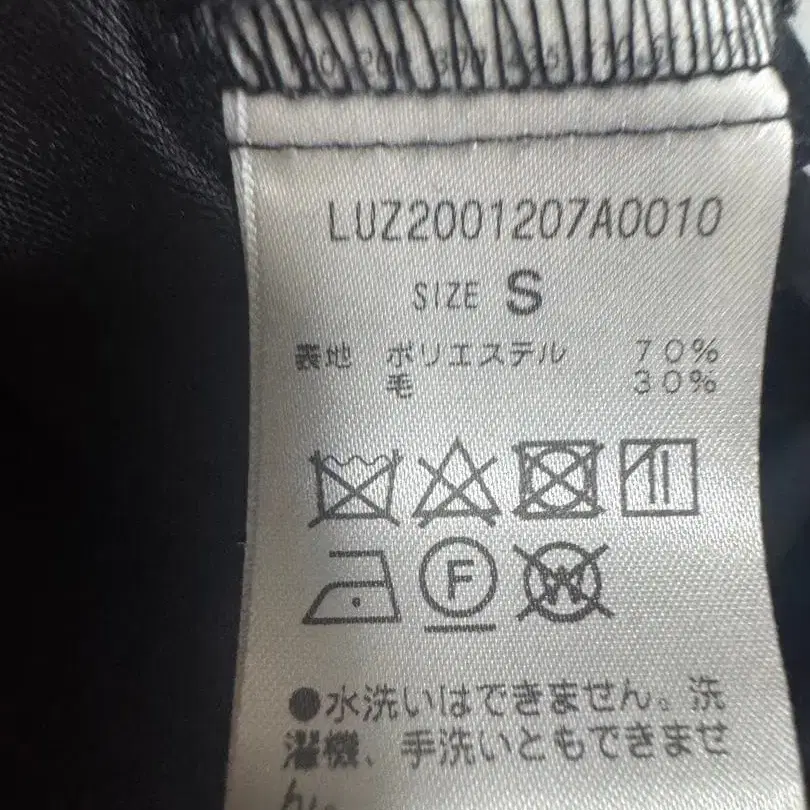 LUZ2001207A0010
SIZE S
表地 ポリエステル 70%
毛 30%
F
W
●水洗いはできません。洗
濯機、手洗いともできませ
ん。